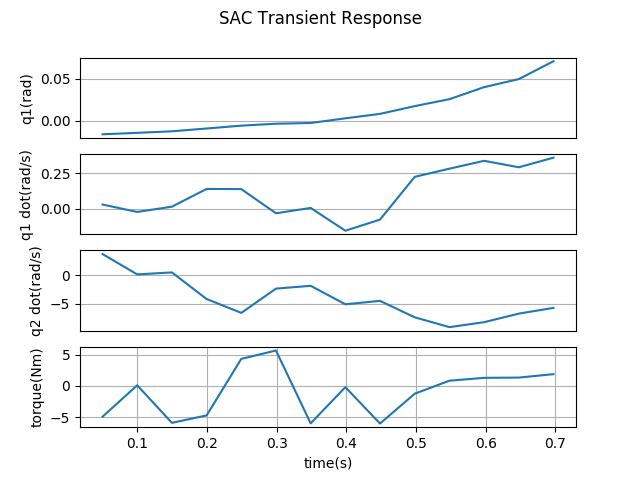 SAC Transient Response
q1(rad)
0.05
0.00
q1 dot(rad/s)
0.25
0.00
q2 dot(rad/s)
0
−5
torque(Nm)
5
0
−5
0.1 0.2 0.3 0.4 0.5 0.6 0.7
time(s)